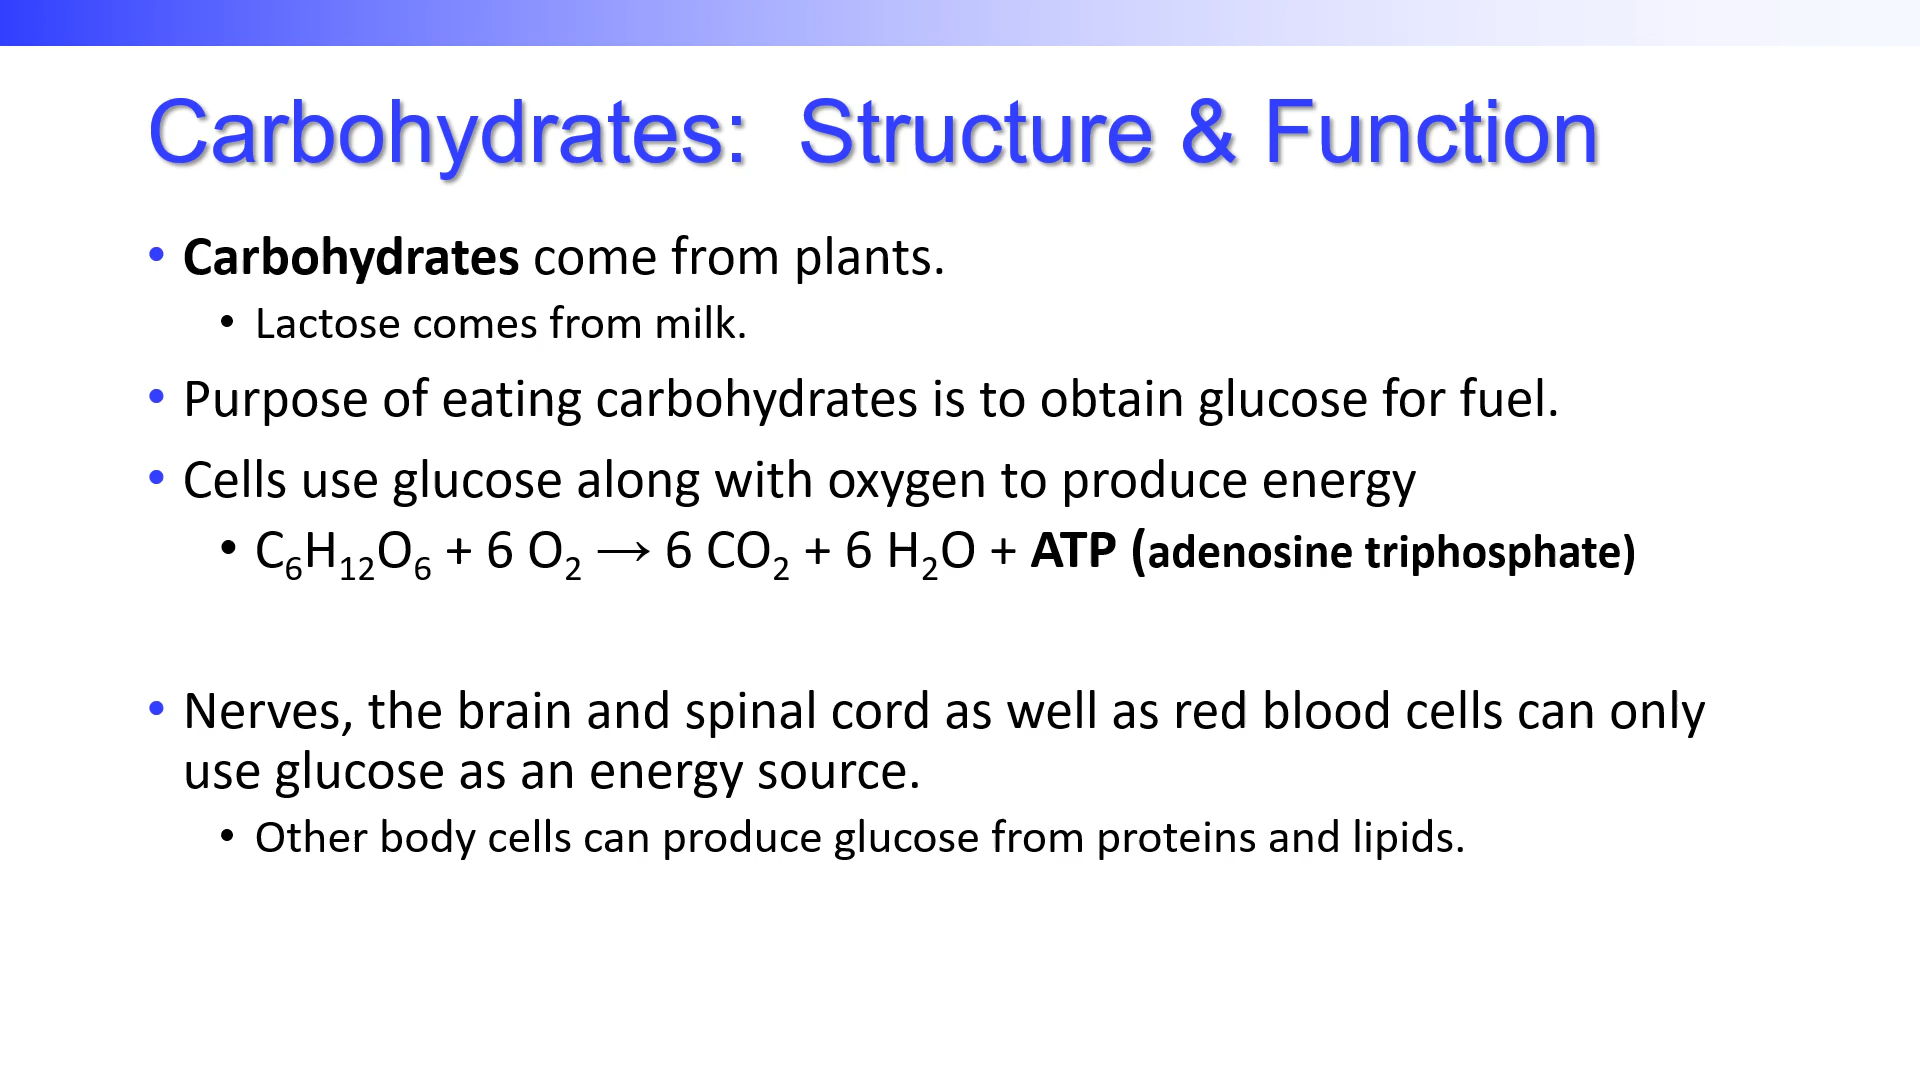 Carbohydrates:  Structure & Function
• Carbohydrates come from plants.
• Lactose comes from milk.
• Purpose of eating carbohydrates is to obtain glucose for fuel.
• Cells use glucose along with oxygen to produce energy
• C₆H₁₂O₆ + 6 O₂ → 6 CO₂ + 6 H₂O + ATP (adenosine triphosphate)
• Nerves, the brain and spinal cord as well as red blood cells can only
use glucose as an energy source.
• Other body cells can produce glucose from proteins and lipids.